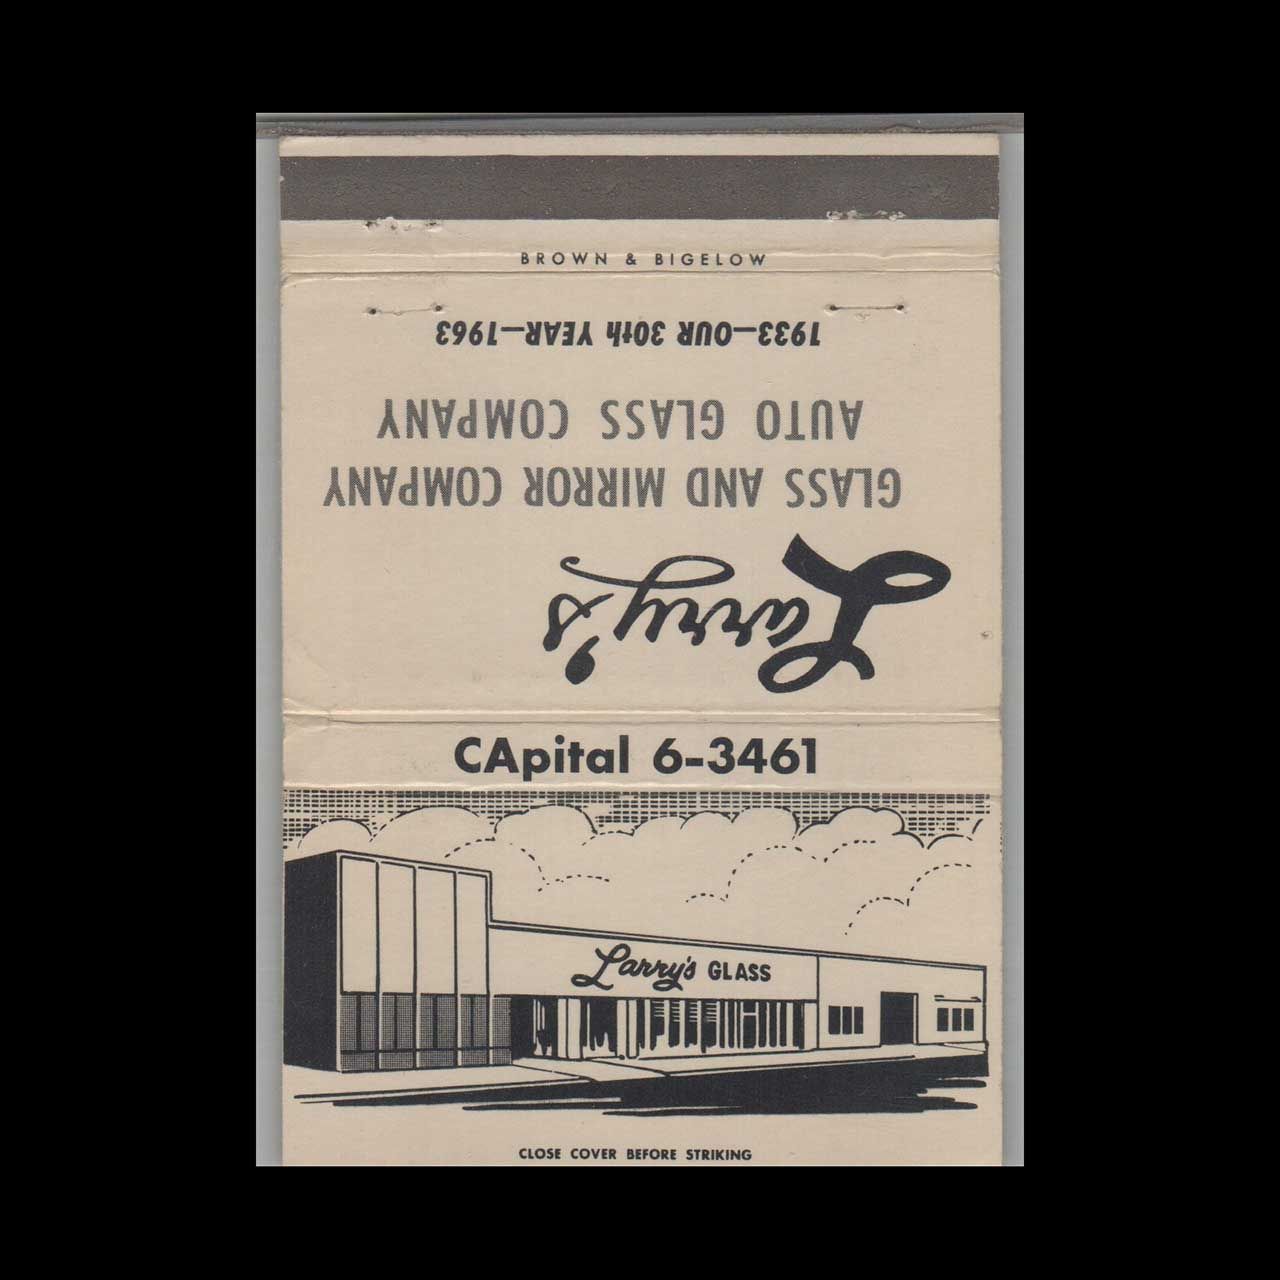 BROWN & BIGELOW
Larry's
GLASS AND MIRROR COMPANY
AUTO GLASS COMPANY
1933—OUR 30th YEAR—1963
CApital 6-3461
Larry's GLASS
CLOSE COVER BEFORE STRIKING